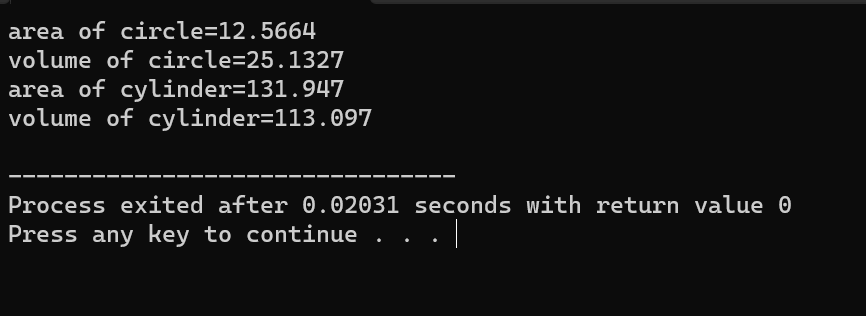 area of circle=12.5664
volume of circle=25.1327
area of cylinder=131.947
volume of cylinder=113.097
--------------------------------
Process exited after 0.02031 seconds with return value 0
Press any key to continue . . .